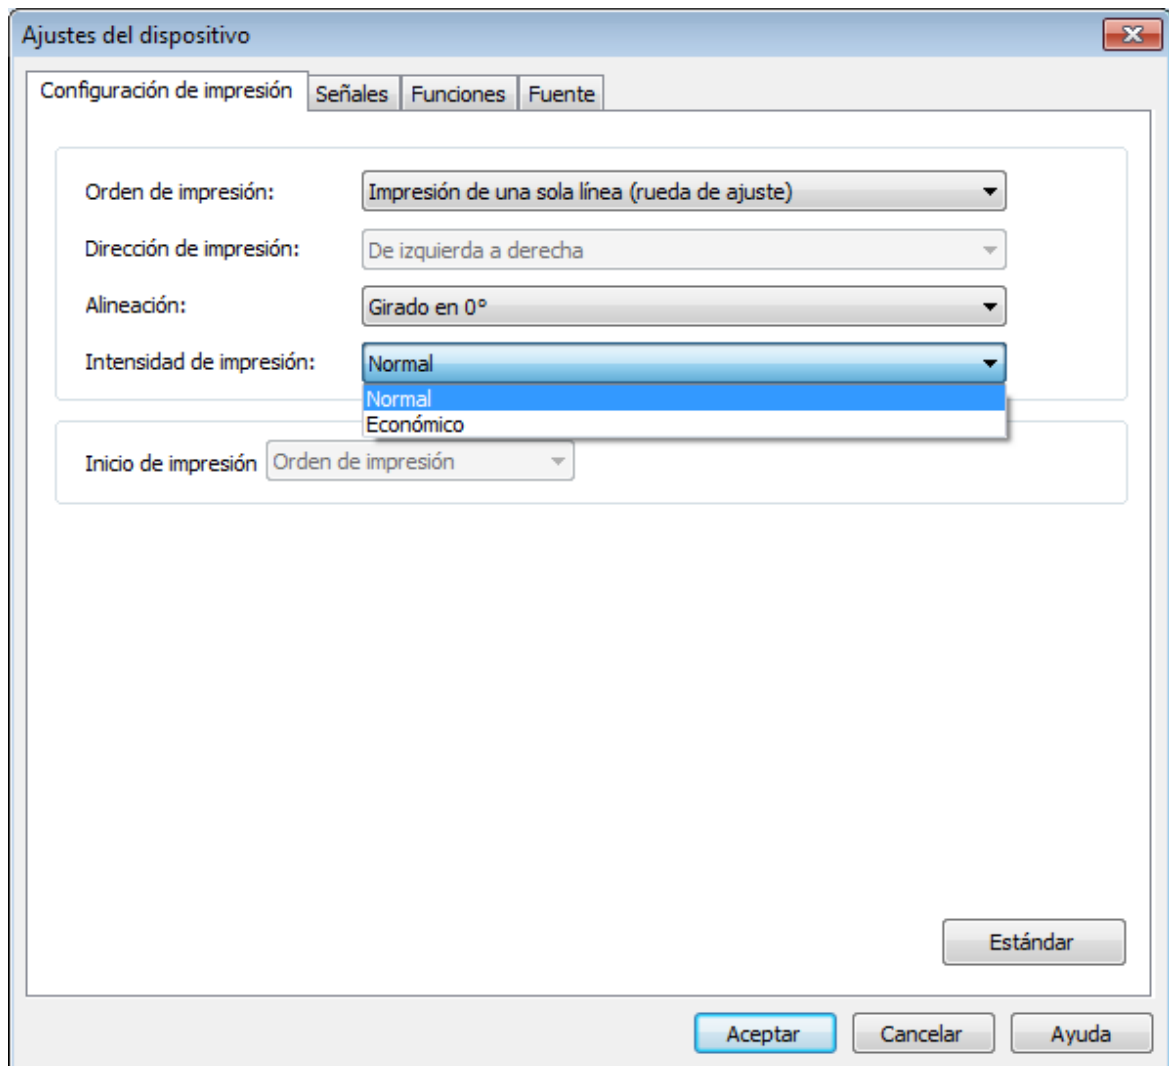 Ajustes del dispositivo
Configuración de impresión Señales Funciones Fuente
Orden de impresión: Impresión de una sola línea (rueda de ajuste)
Dirección de impresión: De izquierda a derecha
Alineación: Girado en 0°
Intensidad de impresión: Normal
Normal
Económico
Inicio de impresión Orden de impresión
Estándar
Aceptar Cancelar Ayuda